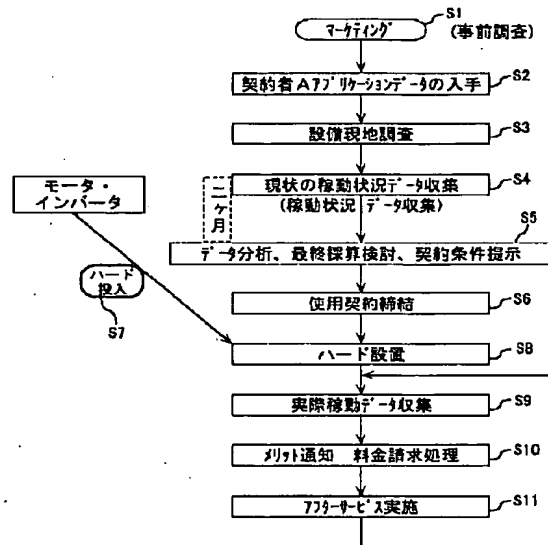 マーケティング
S1
(事前調査)
契約者Aアプリケーションデータの入手
S2
設備現地調査
S3
現状の稼動状況データ収集
(稼動状況 データ収集)
S4
二ヶ月
モータ・
インバータ
データ分析、最終採算検討、契約条件提示
S5
ハード
投入
S7
使用契約締結
S6
ハード設置
S8
実際稼動データ収集
S9
メリット通知 料金請求処理
S10
アフターサービス実施
S11